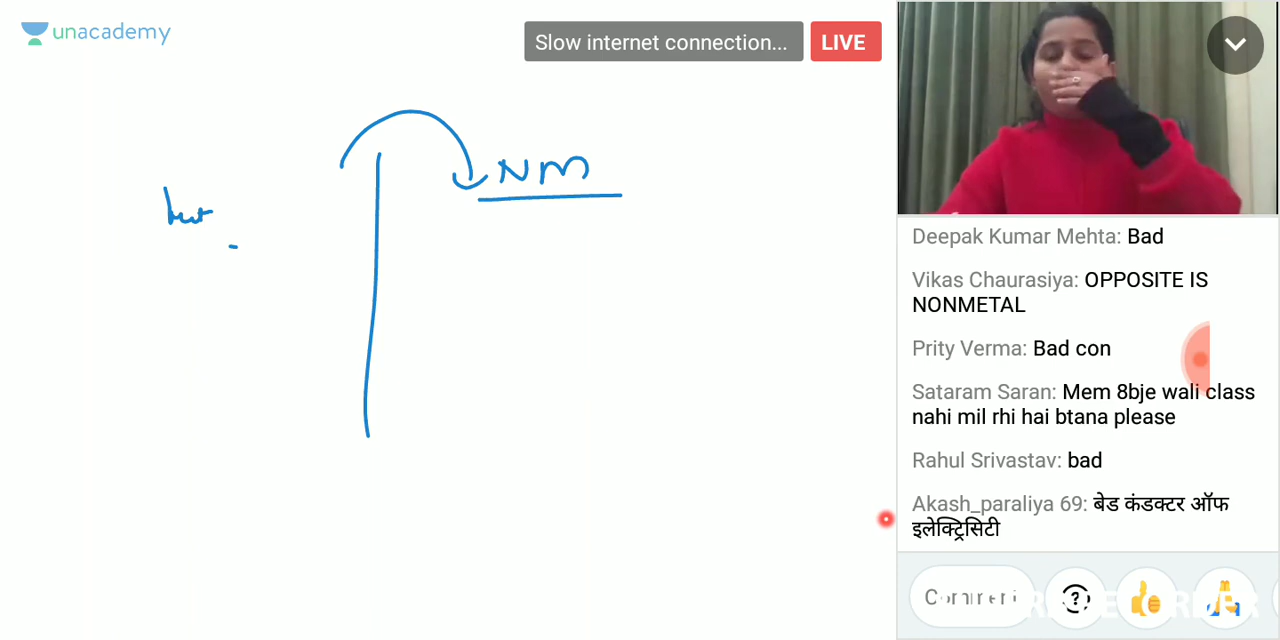 unacademy
Slow internet connection...
LIVE
NM
Deepak Kumar Mehta: Bad
Vikas Chaurasiya: OPPOSITE IS
NONMETAL
Prity Verma: Bad con
Sataram Saran: Mem 8bje wali class
nahi mil rhi hai btana please
Rahul Srivastav: bad
Akash_paraliya 69: बेड कंडक्टर ऑफ
इलेक्ट्रिसिटी